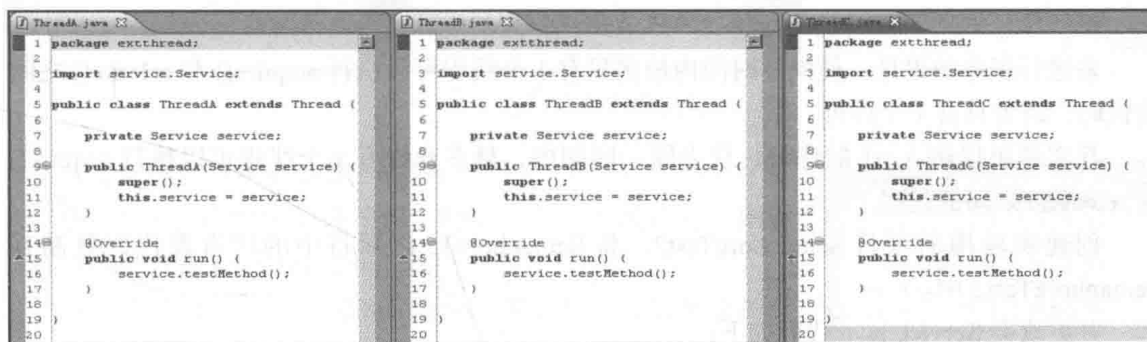 ThreadA.java
1 package extthread;
2
3 import service.Service;
4
5 public class ThreadA extends Thread {
6
7 private Service service;
8
9 public ThreadA(Service service) {
10 super();
11 this.service = service;
12 }
13
14 @Override
15 public void run() {
16 service.testMethod();
17 }
18
19 }
20
ThreadB.java
1 package extthread;
2
3 import service.Service;
4
5 public class ThreadB extends Thread {
6
7 private Service service;
8
9 public ThreadB(Service service) {
10 super();
11 this.service = service;
12 }
13
14 @Override
15 public void run() {
16 service.testMethod();
17 }
18
19 }
20
ThreadC.java
1 package extthread;
2
3 import service.Service;
4
5 public class ThreadC extends Thread {
6
7 private Service service;
8
9 public ThreadC(Service service)
10 super();
11 this.service = service;
12 }
13
14 @Override
15 public void run() {
16 service.testMethod();
17 }
18
19 }
20